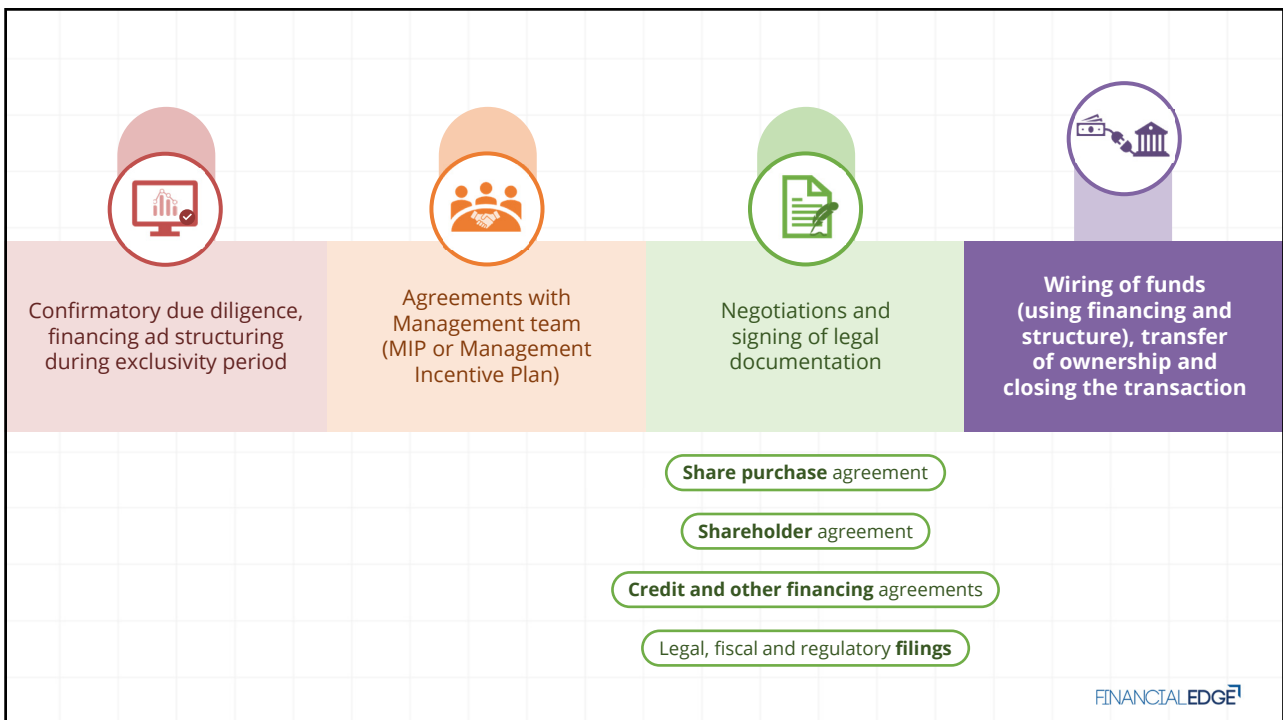 Confirmatory due diligence,
financing ad structuring
during exclusivity period
Agreements with
Management team
(MIP or Management
Incentive Plan)
Negotiations and
signing of legal
documentation
Wiring of funds
(using financing and
structure), transfer
of ownership and
closing the transaction
Share purchase agreement
Shareholder agreement
Credit and other financing agreements
Legal, fiscal and regulatory filings
FINANCIALEDGE